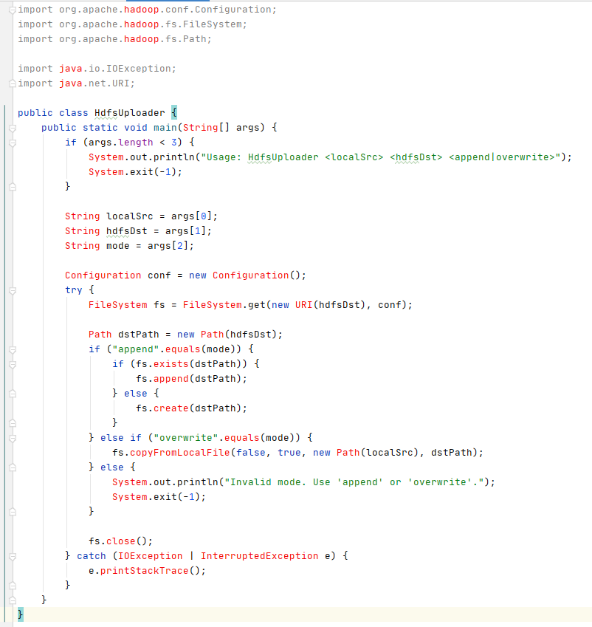 import org.apache.hadoop.conf.Configuration;
import org.apache.hadoop.fs.FileSystem;
import org.apache.hadoop.fs.Path;

import java.io.IOException;
import java.net.URI;

public class HdfsUploader {
    public static void main(String[] args) {
        if (args.length < 3) {
            System.out.println("Usage: HdfsUploader <localSrc> <hdfsDst> <append|overwrite>");
            System.exit(-1);
        }

        String localSrc = args[0];
        String hdfsDst = args[1];
        String mode = args[2];

        Configuration conf = new Configuration();
        try {
            FileSystem fs = FileSystem.get(new URI(hdfsDst), conf);

            Path dstPath = new Path(hdfsDst);
            if ("append".equals(mode)) {
                if (fs.exists(dstPath)) {
                    fs.append(dstPath);
                } else {
                    fs.create(dstPath);
                }
            } else if ("overwrite".equals(mode)) {
                fs.copyFromLocalFile(false, true, new Path(localSrc), dstPath);
            } else {
                System.out.println("Invalid mode. Use 'append' or 'overwrite'.");
                System.exit(-1);
            }

            fs.close();
        } catch (IOException | InterruptedException e) {
            e.printStackTrace();
        }
    }
}